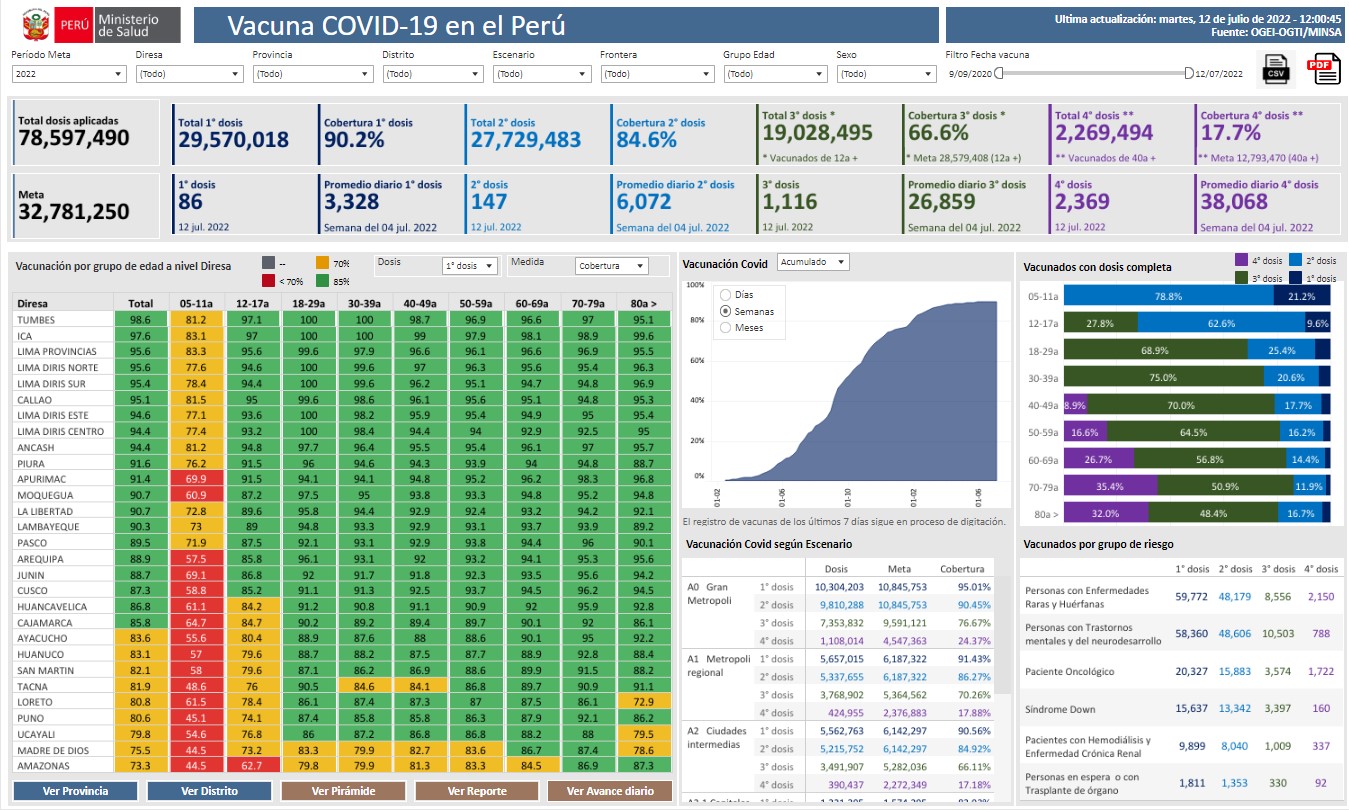 PERÚ Ministerio de Salud
Vacuna COVID-19 en el Perú
Ultima actualización: martes, 12 de julio de 2022 - 12:00:45
Fuente: OGEI-OGTI/MINSA
Período Meta Diresa Provincia Distrito Escenario Frontera Grupo Edad Sexo Filtro Fecha vacuna
2022 (Todo) (Todo) (Todo) (Todo) (Todo) (Todo) (Todo) 9/09/2020 12/07/2022 CSV PDF
Total dosis aplicadas
78,597,490
Total 1° dosis
29,570,018
Cobertura 1° dosis
90.2%
Total 2° dosis
27,729,483
Cobertura 2° dosis
84.6%
Total 3° dosis *
19,028,495
* Vacunados de 12a +
Cobertura 3° dosis *
66.6%
* Meta 28,579,408 (12a +)
Total 4° dosis **
2,269,494
** Vacunados de 40a +
Cobertura 4° dosis **
17.7%
** Meta 12,793,470 (40a +)
Meta
32,781,250
1° dosis
86
12 jul. 2022
Promedio diario 1° dosis
3,328
Semana del 04 jul. 2022
2° dosis
147
12 jul. 2022
Promedio diario 2° dosis
6,072
Semana del 04 jul. 2022
3° dosis
1,116
12 jul. 2022
Promedio diario 3° dosis
26,859
Semana del 04 jul. 2022
4° dosis
2,369
12 jul. 2022
Promedio diario 4° dosis
38,068
Semana del 04 jul. 2022
Vacunación por grupo de edad a nivel Diresa
-- 70%
< 70% 85%
Dosis 1° dosis
Medida Cobertura
Diresa Total 05-11a 12-17a 18-29a 30-39a 40-49a 50-59a 60-69a 70-79a 80a >
TUMBES 98.6 81.2 97.1 100 100 98.7 96.9 96.6 97 95.1
ICA 97.6 83.1 97 100 100 99 97.9 98.1 98.9 99.6
LIMA PROVINCIAS 95.6 83.3 95.6 99.6 97.9 96.6 96.1 96.6 96.9 95.5
LIMA DIRIS NORTE 95.6 77.6 94.6 100 99.6 97 96.3 95.6 95.4 96.3
LIMA DIRIS SUR 95.4 78.4 94.4 100 99.6 96.2 95.1 94.7 94.8 96.9
CALLAO 95.1 81.5 95 99.6 98.6 96.1 95.6 95.1 94.8 95.3
LIMA DIRIS ESTE 94.6 77.1 93.6 100 98.2 95.9 95.4 94.9 95 95.4
LIMA DIRIS CENTRO 94.4 77.4 93.2 100 98.4 94.4 94 92.9 92.5 95
ANCASH 94.4 81.2 94.8 97.7 96.4 95.5 95.4 96.1 97 95.7
PIURA 91.6 76.2 91.5 96 94.6 94.3 93.9 94 94.8 88.7
APURIMAC 91.4 69.9 91.5 94.1 94.1 94.8 95.2 96.2 98.3 96.8
MOQUEGUA 90.7 60.9 87.2 97.5 95 93.8 93.3 94.8 95.2 94.8
LA LIBERTAD 90.7 72.8 89.6 95.8 94.4 92.9 92.4 93.2 94.2 92.1
LAMBAYEQUE 90.3 73 89 94.8 93.3 92.9 93.1 93.7 93.9 89.2
PASCO 89.5 71.9 87.5 92.1 93.1 92.9 93.8 94.4 96 90.1
AREQUIPA 88.9 57.5 85.8 96.1 93.1 92 93.2 94.1 95.3 95.6
JUNIN 88.7 69.1 86.8 92 91.7 91.8 92.3 93.5 95.6 94.2
CUSCO 87.3 58.8 85.2 91.1 91.3 92.5 93.7 94.5 96.2 94.5
HUANCAVELICA 86.8 61.1 84.2 91.2 90.8 91.1 90.9 92 95.9 92.8
CAJAMARCA 85.8 64.7 84.7 90.2 89.2 89.4 89.7 90.1 92 86.1
AYACUCHO 83.6 55.6 80.4 88.9 87.6 88 88.6 90.1 95 92.2
HUANUCO 83.1 57 79.6 88.7 88.2 87.5 87.7 88.9 92.8 88.4
SAN MARTIN 82.1 58 79.6 87.1 86.2 86.9 88.6 89.9 91.5 88.2
TACNA 81.9 48.6 76 90.5 84.6 84.1 86.8 89.7 90.9 91.1
LORETO 80.8 61.5 78.4 86.1 87.4 87.3 87 87.5 86.1 72.9
PUNO 80.6 45.1 74.1 87.4 85.8 85.8 86.3 87.9 92.1 86.2
UCAYALI 79.8 54.6 76.8 86 87.2 86.8 86.8 88.2 88 79.5
MADRE DE DIOS 75.5 44.5 73.2 83.3 79.9 82.7 83.6 86.7 87.4 78.6
AMAZONAS 73.3 44.5 62.7 79.8 79.9 81.3 83.3 84.5 86.9 87.3
Ver Provincia Ver Distrito Ver Pirámide Ver Reporte Ver Avance diario
Vacunación Covid Acumulado
Días
Semanas
Meses
100%
80%
60%
40%
20%
0%
01-02 01-06 01-10 01-02 01-06
El registro de vacunas de los últimos 7 días sigue en proceso de digitación.
Vacunación Covid según Escenario
Dosis Meta Cobertura
A0 Gran Metropoli
1° dosis 10,304,203 10,845,753 95.01%
2° dosis 9,810,288 10,845,753 90.45%
3° dosis 7,353,832 9,591,121 76.67%
4° dosis 1,108,014 4,547,363 24.37%
A1 Metropoli regional
1° dosis 5,657,015 6,187,322 91.43%
2° dosis 5,337,655 6,187,322 86.27%
3° dosis 3,768,902 5,364,562 70.26%
4° dosis 424,955 2,376,883 17.88%
A2 Ciudades intermedias
1° dosis 5,562,763 6,142,297 90.56%
2° dosis 5,215,752 6,142,297 84.92%
3° dosis 3,491,907 5,282,036 66.11%
4° dosis 390,437 2,272,349 17.18%
Vacunados con dosis completa
4° dosis 2° dosis
3° dosis 1° dosis
05-11a 78.8% 21.2%
12-17a 27.8% 62.6% 9.6%
18-29a 68.9% 25.4%
30-39a 75.0% 20.6%
40-49a 8.9% 70.0% 17.7%
50-59a 16.6% 64.5% 16.2%
60-69a 26.7% 56.8% 14.4%
70-79a 35.4% 50.9% 11.9%
80a > 32.0% 48.4% 16.7%
Vacunados por grupo de riesgo
1° dosis 2° dosis 3° dosis 4° dosis
Personas con Enfermedades Raras y Huérfanas 59,772 48,179 8,556 2,150
Personas con Trastornos mentales y del neurodesarrollo 58,360 48,606 10,503 788
Paciente Oncológico 20,327 15,883 3,574 1,722
Síndrome Down 15,637 13,342 3,397 160
Pacientes con Hemodiálisis y Enfermedad Crónica Renal 9,899 8,040 1,009 337
Personas en espera o con Trasplante de órgano 1,811 1,353 330 92